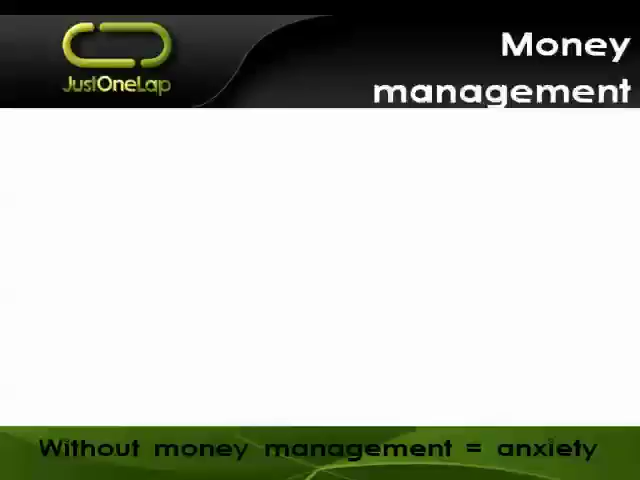 JustOneLap
Money
management
Without money management = anxiety